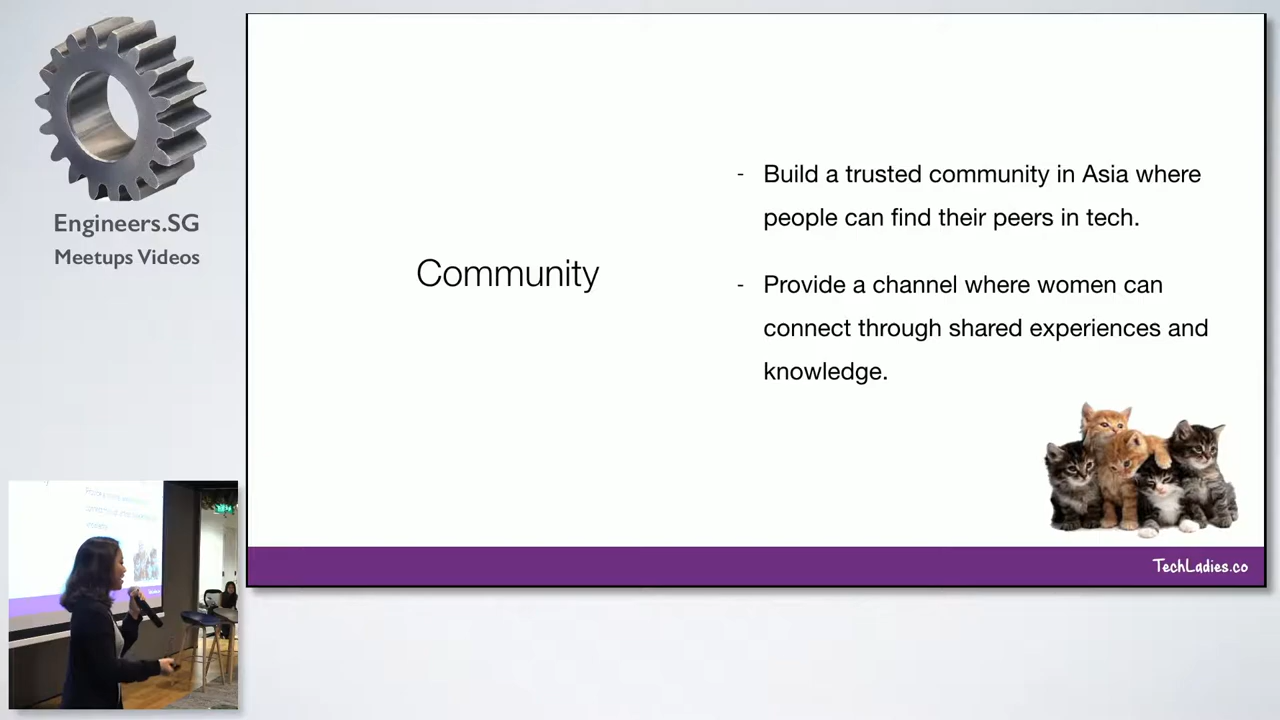 Engineers.SG
Meetups Videos
Community
- Build a trusted community in Asia where
people can find their peers in tech.
- Provide a channel where women can
connect through shared experiences and
knowledge.
TechLadies.co